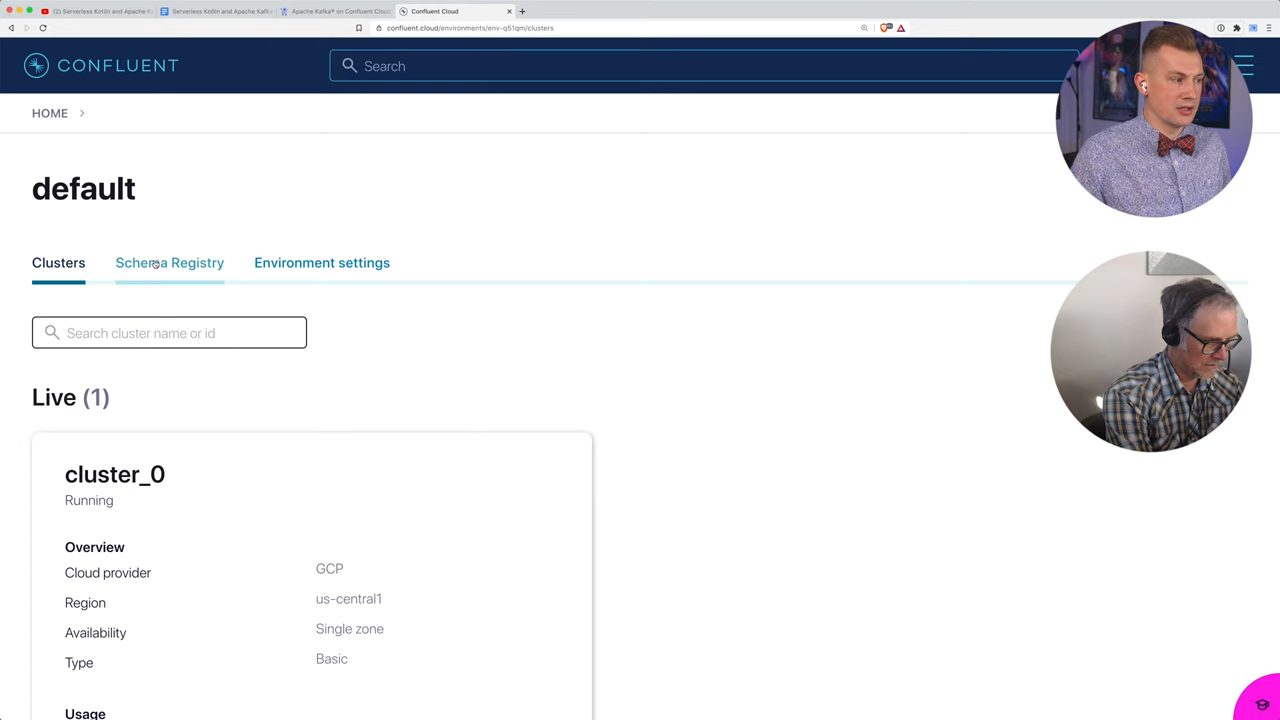 (2) Serverless Kotlin and Apache K
Serverless Kotlin and Apache Kafk
Apache Kafka® on Confluent Cloud
Confluent Cloud
confluent.cloud/environments/env-q51qm/clusters
CONFLUENT
Search
HOME
default
Clusters
Schema Registry
Environment settings
Search cluster name or id
Live (1)
cluster_0
Running
Overview
Cloud provider GCP
Region us-central1
Availability Single zone
Type Basic
Usage